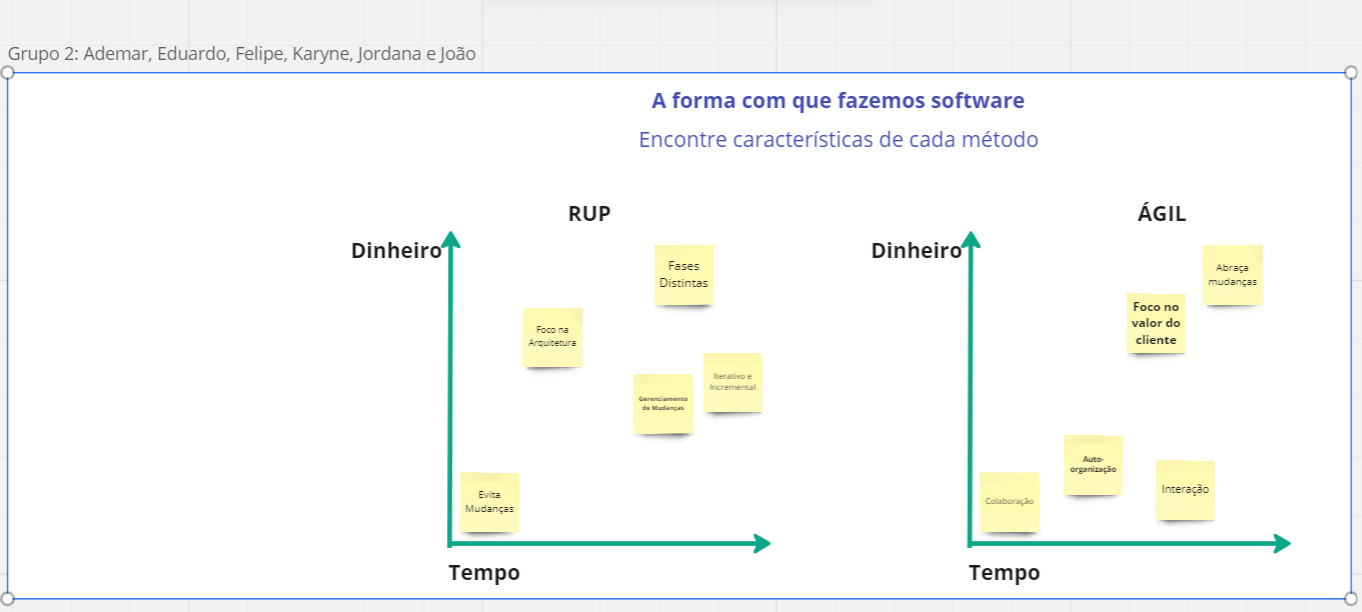 Grupo 2: Ademar, Eduardo, Felipe, Karyne, Jordana e João
A forma com que fazemos software
Encontre características de cada método
RUP
Dinheiro
Fases
Distintas
Foco na
Arquitetura
Iterativo e
Incremental
Gerenciamento
de Mudanças
Evita
Mudanças
Tempo
ÁGIL
Dinheiro
Abraça
mudanças
Foco no
valor do
cliente
Auto-
organização
Interação
Colaboração
Tempo